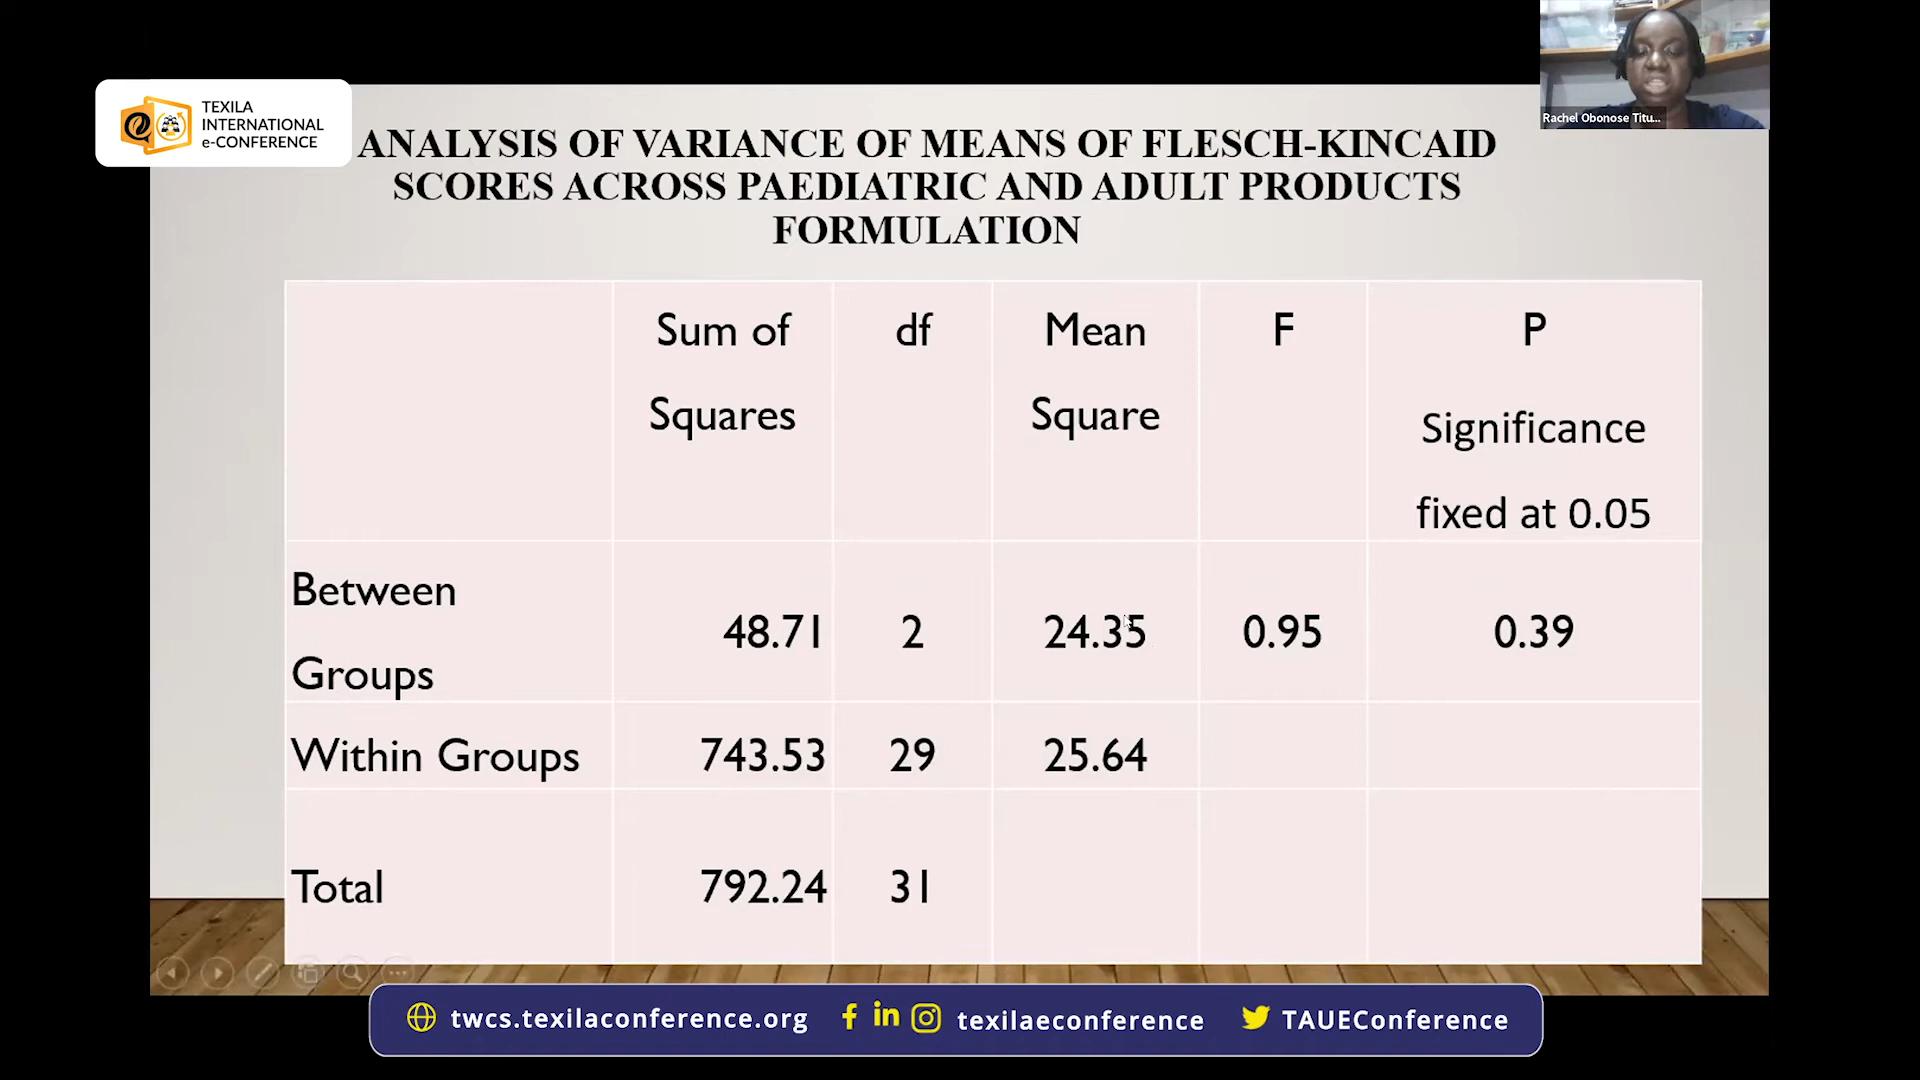 TEXILA
INTERNATIONAL
e-CONFERENCE
Rachel Obonose Titu...
ANALYSIS OF VARIANCE OF MEANS OF FLESCH-KINCAID
SCORES ACROSS PAEDIATRIC AND ADULT PRODUCTS
FORMULATION
Sum of Squares df Mean Square F P Significance fixed at 0.05
Between Groups 48.71 2 24.35 0.95 0.39
Within Groups 743.53 29 25.64
Total 792.24 31
twcs.texilaconference.org texilaeconference TAUEConference